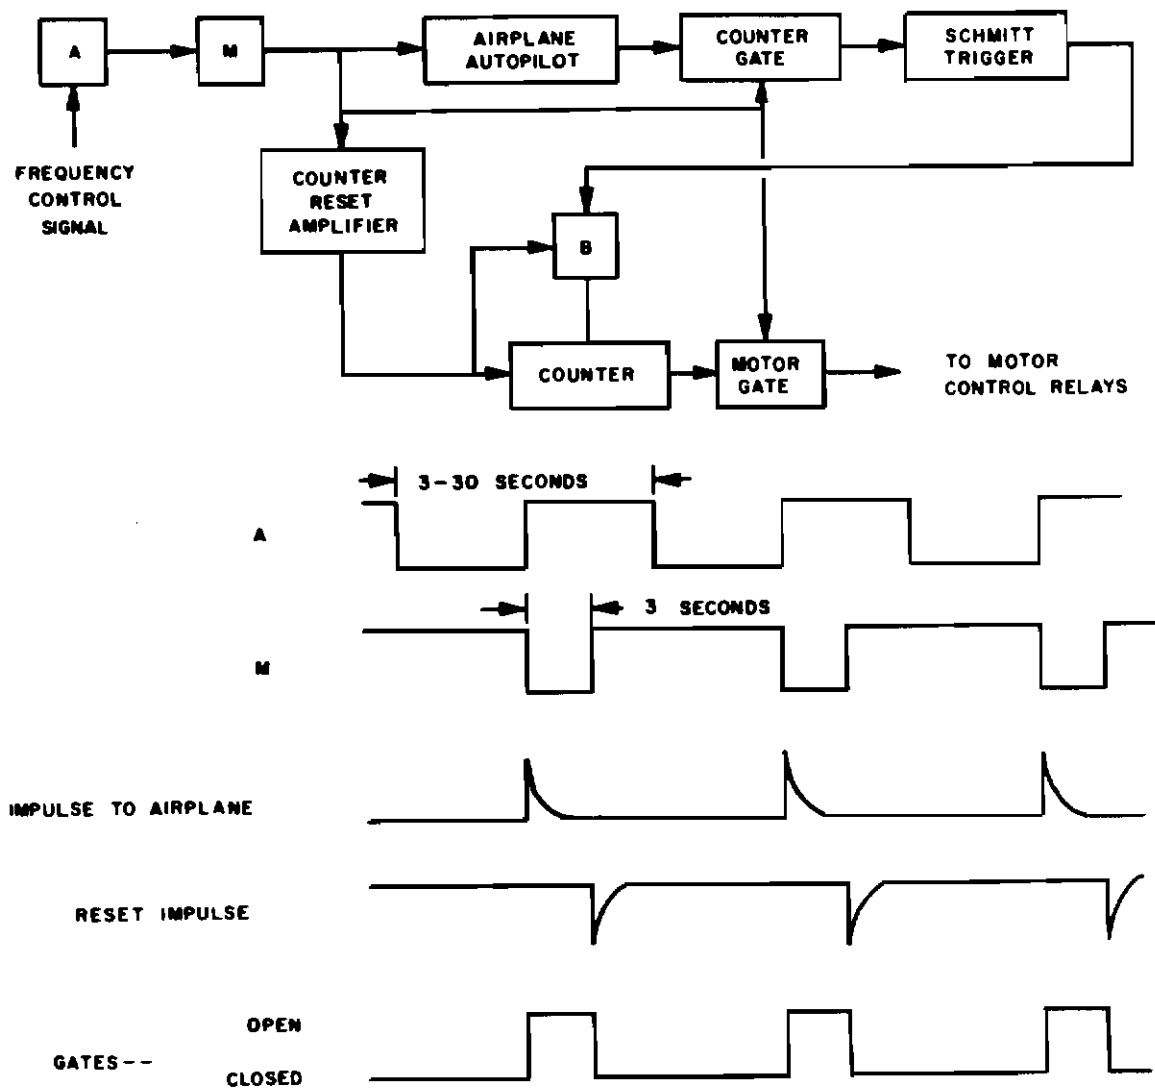 A
M
AIRPLANE
AUTOPILOT
COUNTER
GATE
SCHMITT
TRIGGER
FREQUENCY
CONTROL
SIGNAL
COUNTER
RESET
AMPLIFIER
B
COUNTER
MOTOR
GATE
TO MOTOR
CONTROL RELAYS
3-30 SECONDS
A
3 SECONDS
M
IMPULSE TO AIRPLANE
RESET IMPULSE
OPEN
GATES--
CLOSED